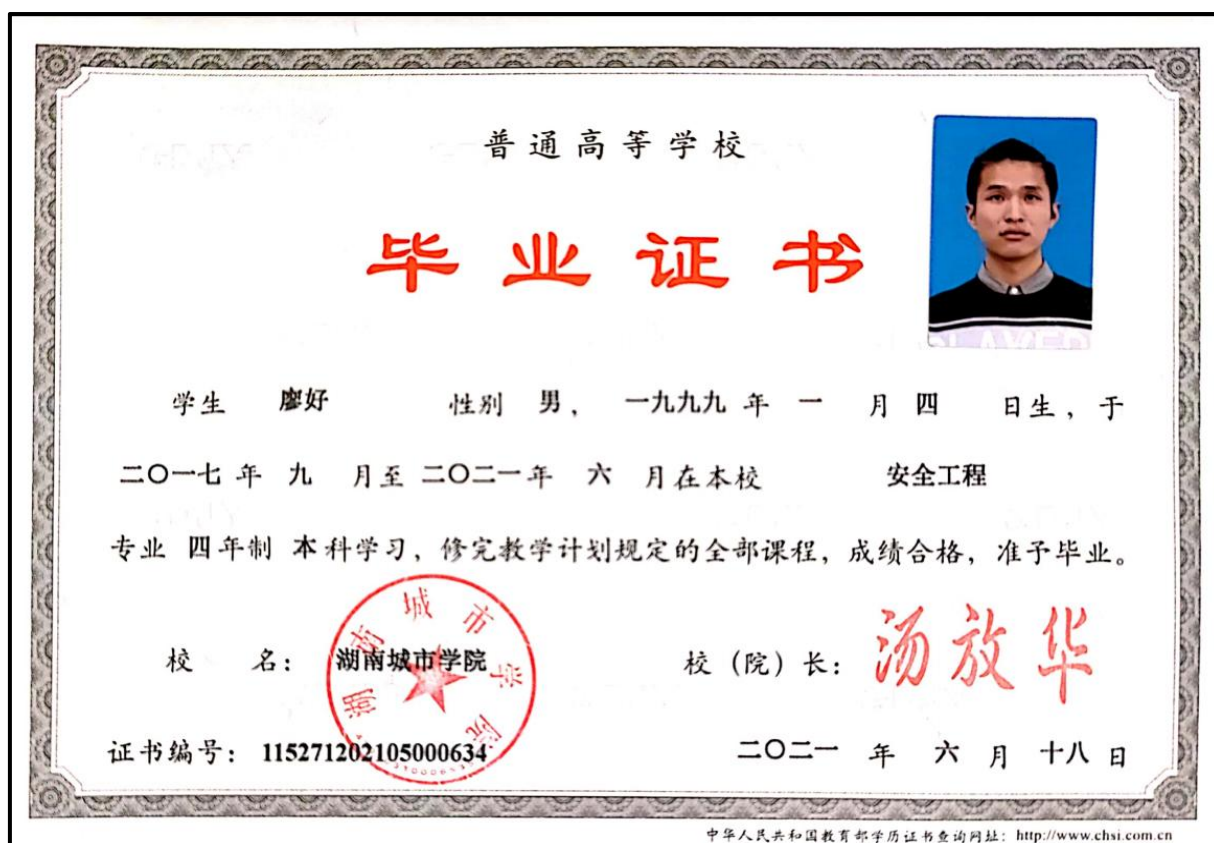 普通高等学校
毕业证书
学生 廖好 性别 男， 一九九九 年 一 月 四 日生，于
二〇一七 年 九 月至 二〇二一 年 六 月在本校 安全工程
专业 四年制 本科学习，修完教学计划规定的全部课程，成绩合格，准予毕业。
湖南城市学院
校 名： 湖南城市学院 校（院）长： 汤放华
证书编号： 115271202105000634 二〇二一 年 六 月 十八 日
中华人民共和国教育部学历证书查询网址：http://www.chsi.com.cn